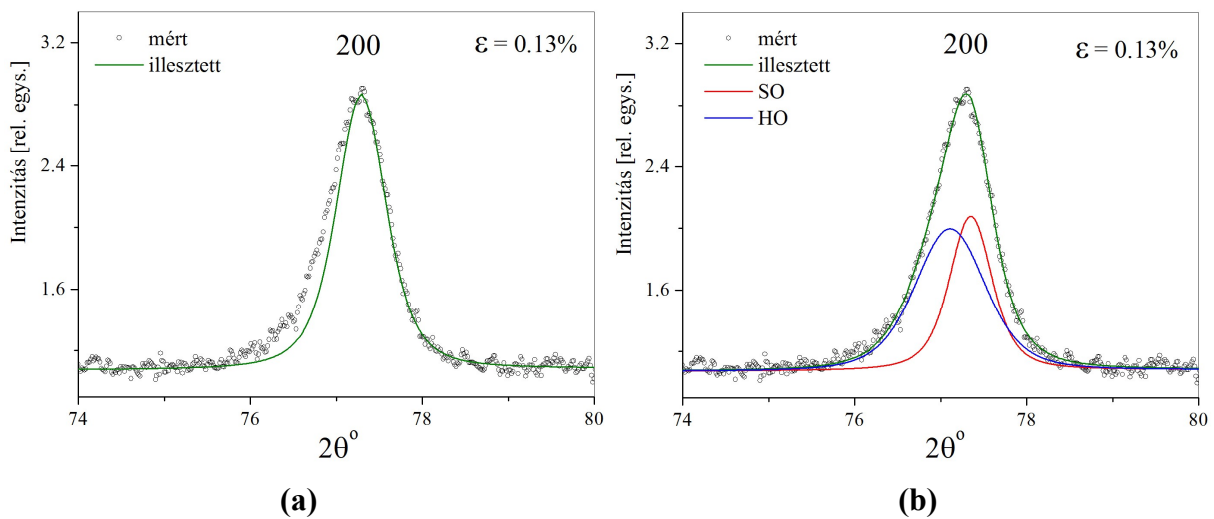 3.2
2.4
1.6
Intenzitás [rel. egys.]
mért
illesztett
200
ε = 0.13%
74
76
78
80
2θ°
(a)
3.2
2.4
1.6
Intenzitás [rel. egys.]
mért
illesztett
SO
HO
200
ε = 0.13%
74
76
78
80
2θ°
(b)